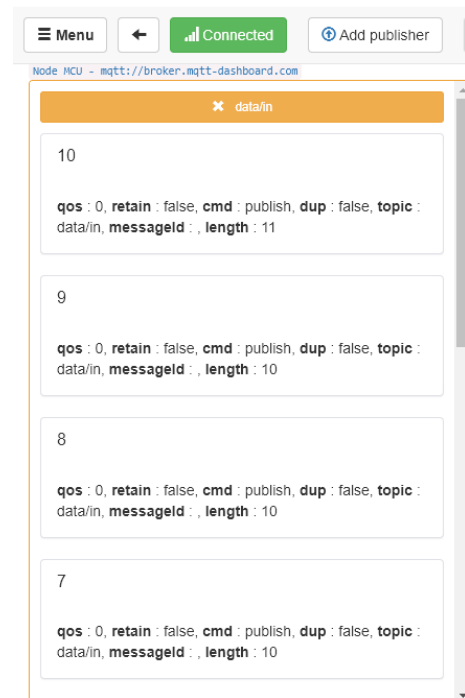 Menu
Connected
Add publisher
Node MCU - mqtt://broker.mqtt-dashboard.com
data/in
10
qos : 0, retain : false, cmd : publish, dup : false, topic :
data/in, messageId : , length : 11
9
qos : 0, retain : false, cmd : publish, dup : false, topic :
data/in, messageId : , length : 10
8
qos : 0, retain : false, cmd : publish, dup : false, topic :
data/in, messageId : , length : 10
7
qos : 0, retain : false, cmd : publish, dup : false, topic :
data/in, messageId : , length : 10